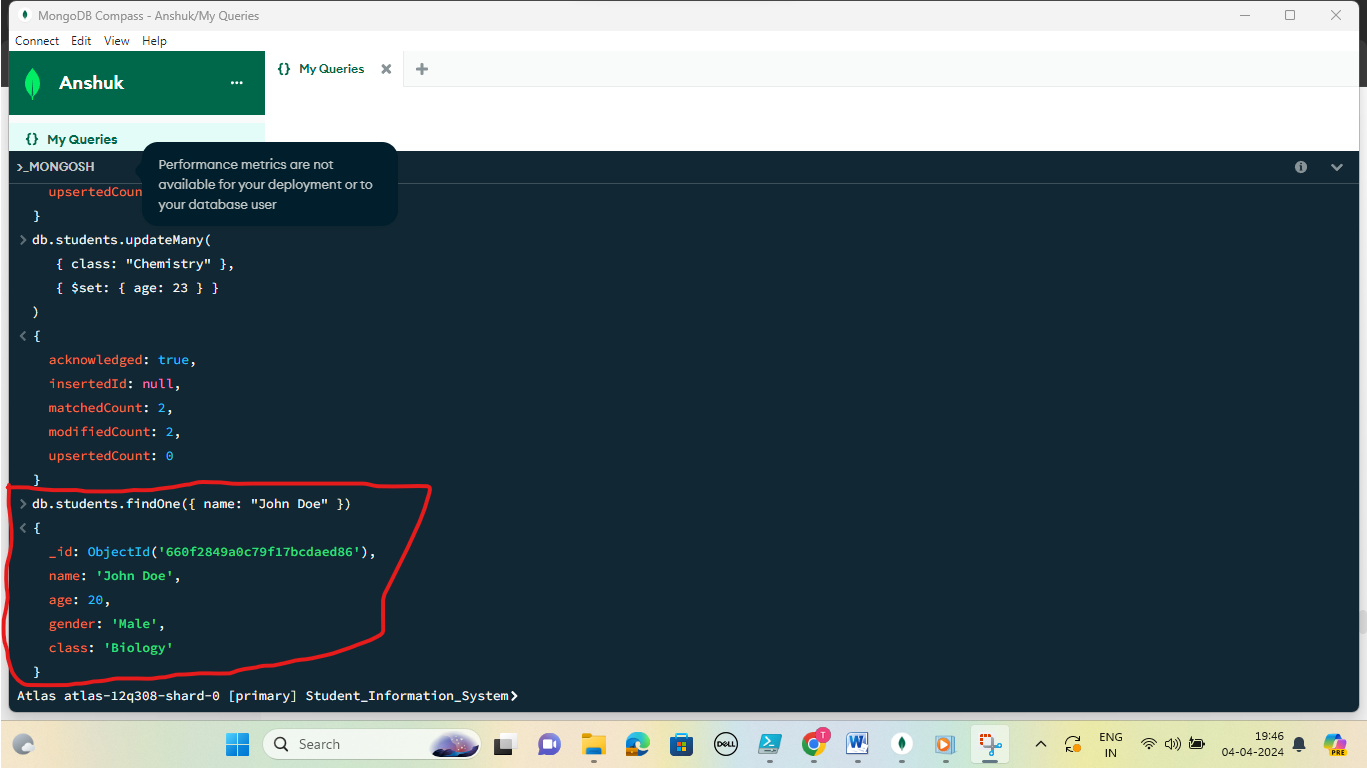 MongoDB Compass - Anshuk/My Queries
Connect Edit View Help
Anshuk ...
{} My Queries
{} My Queries
>_MONGOSH
Performance metrics are not
available for your deployment or to
your database user
upsertedCoun
}
> db.students.updateMany(
{ class: "Chemistry" },
{ $set: { age: 23 } }
)
< {
acknowledged: true,
insertedId: null,
matchedCount: 2,
modifiedCount: 2,
upsertedCount: 0
}
> db.students.findOne({ name: "John Doe" })
< {
_id: ObjectId('660f2849a0c79f17bcdaed86'),
name: 'John Doe',
age: 20,
gender: 'Male',
class: 'Biology'
}
Atlas atlas-12q308-shard-0 [primary] Student_Information_System>
Search
DELL
T
W
ENG
IN
19:46
04-04-2024
PRE